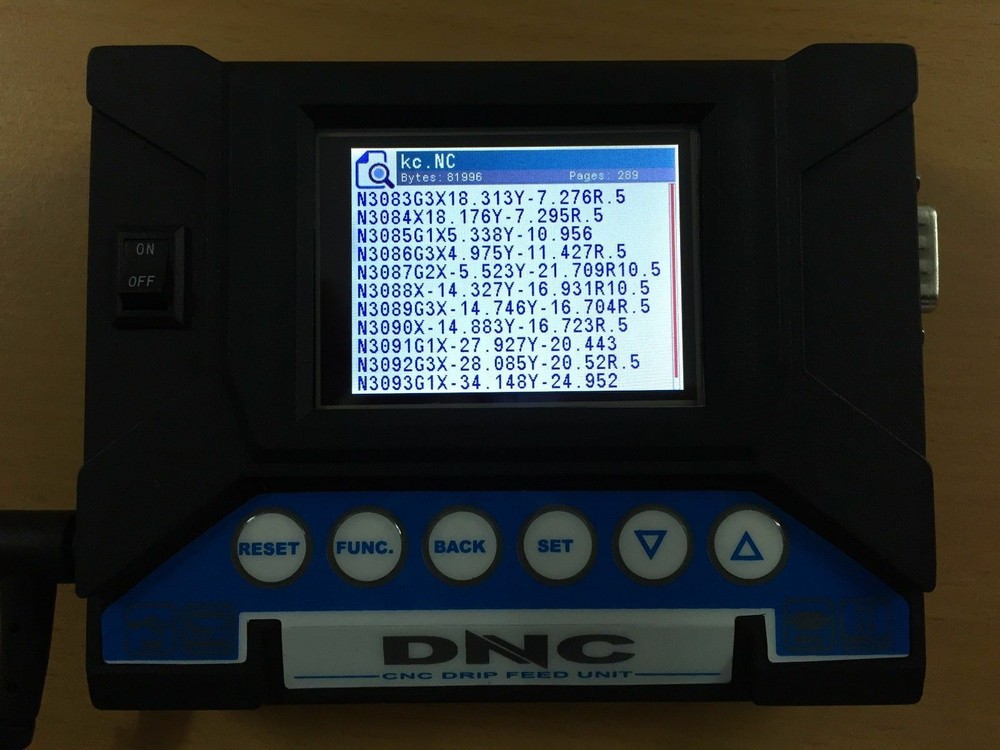 kc.NC
Bytes: 81996 Pages: 289
N3083G3X18.313Y-7.276R.5
N3084X18.176Y-7.295R.5
N3085G1X5.338Y-10.956
N3086G3X4.975Y-11.427R.5
N3087G2X-5.523Y-21.709R10.5
N3088X-14.327Y-16.931R10.5
N3089G3X-14.746Y-16.704R.5
N3090X-14.883Y-16.723R.5
N3091G1X-27.927Y-20.443
N3092G3X-28.085Y-20.52R.5
N3093G1X-34.148Y-24.952
ON
OFF
RESET FUNC. BACK SET
DNC
CNC DRIP FEED UNIT